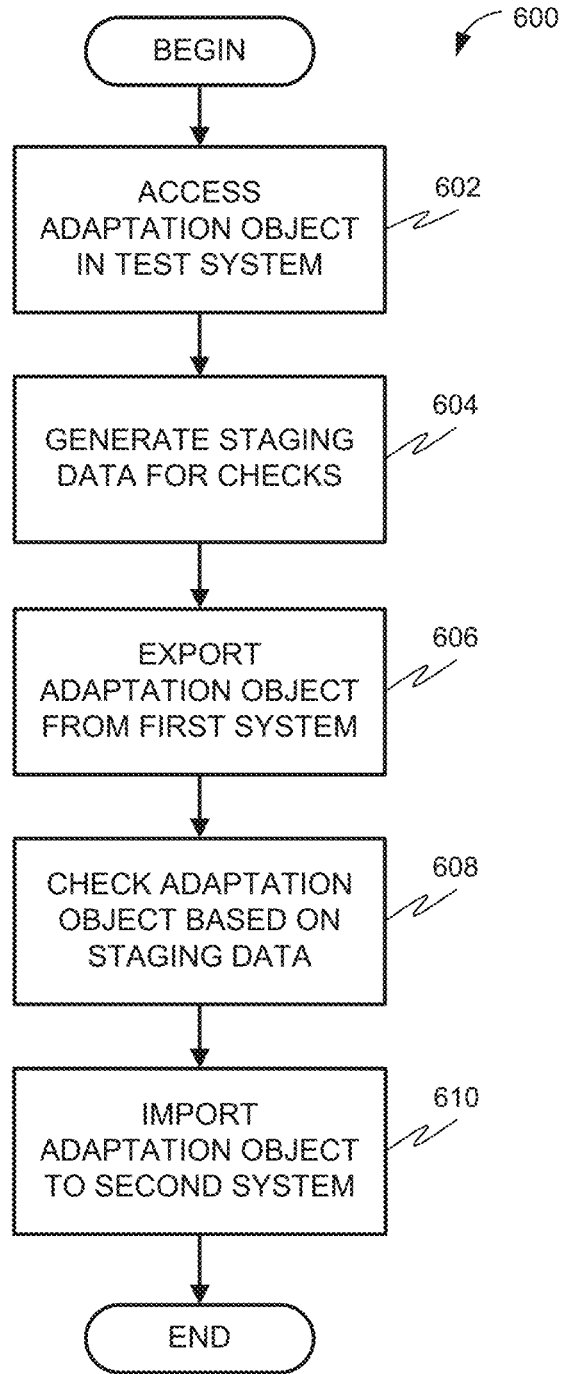 BEGIN
600
ACCESS
ADAPTATION OBJECT
IN TEST SYSTEM
602
GENERATE STAGING
DATA FOR CHECKS
604
EXPORT
ADAPTATION OBJECT
FROM FIRST SYSTEM
606
CHECK ADAPTATION
OBJECT BASED ON
STAGING DATA
608
IMPORT
ADAPTATION OBJECT
TO SECOND SYSTEM
610
END